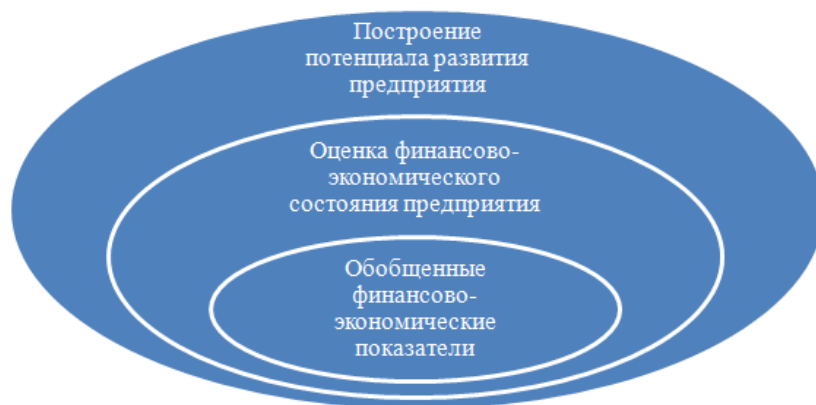 Построение
потенциала развития
предприятия
Оценка финансово-
экономического
состояния предприятия
Обобщенные
финансово-
экономические
показатели